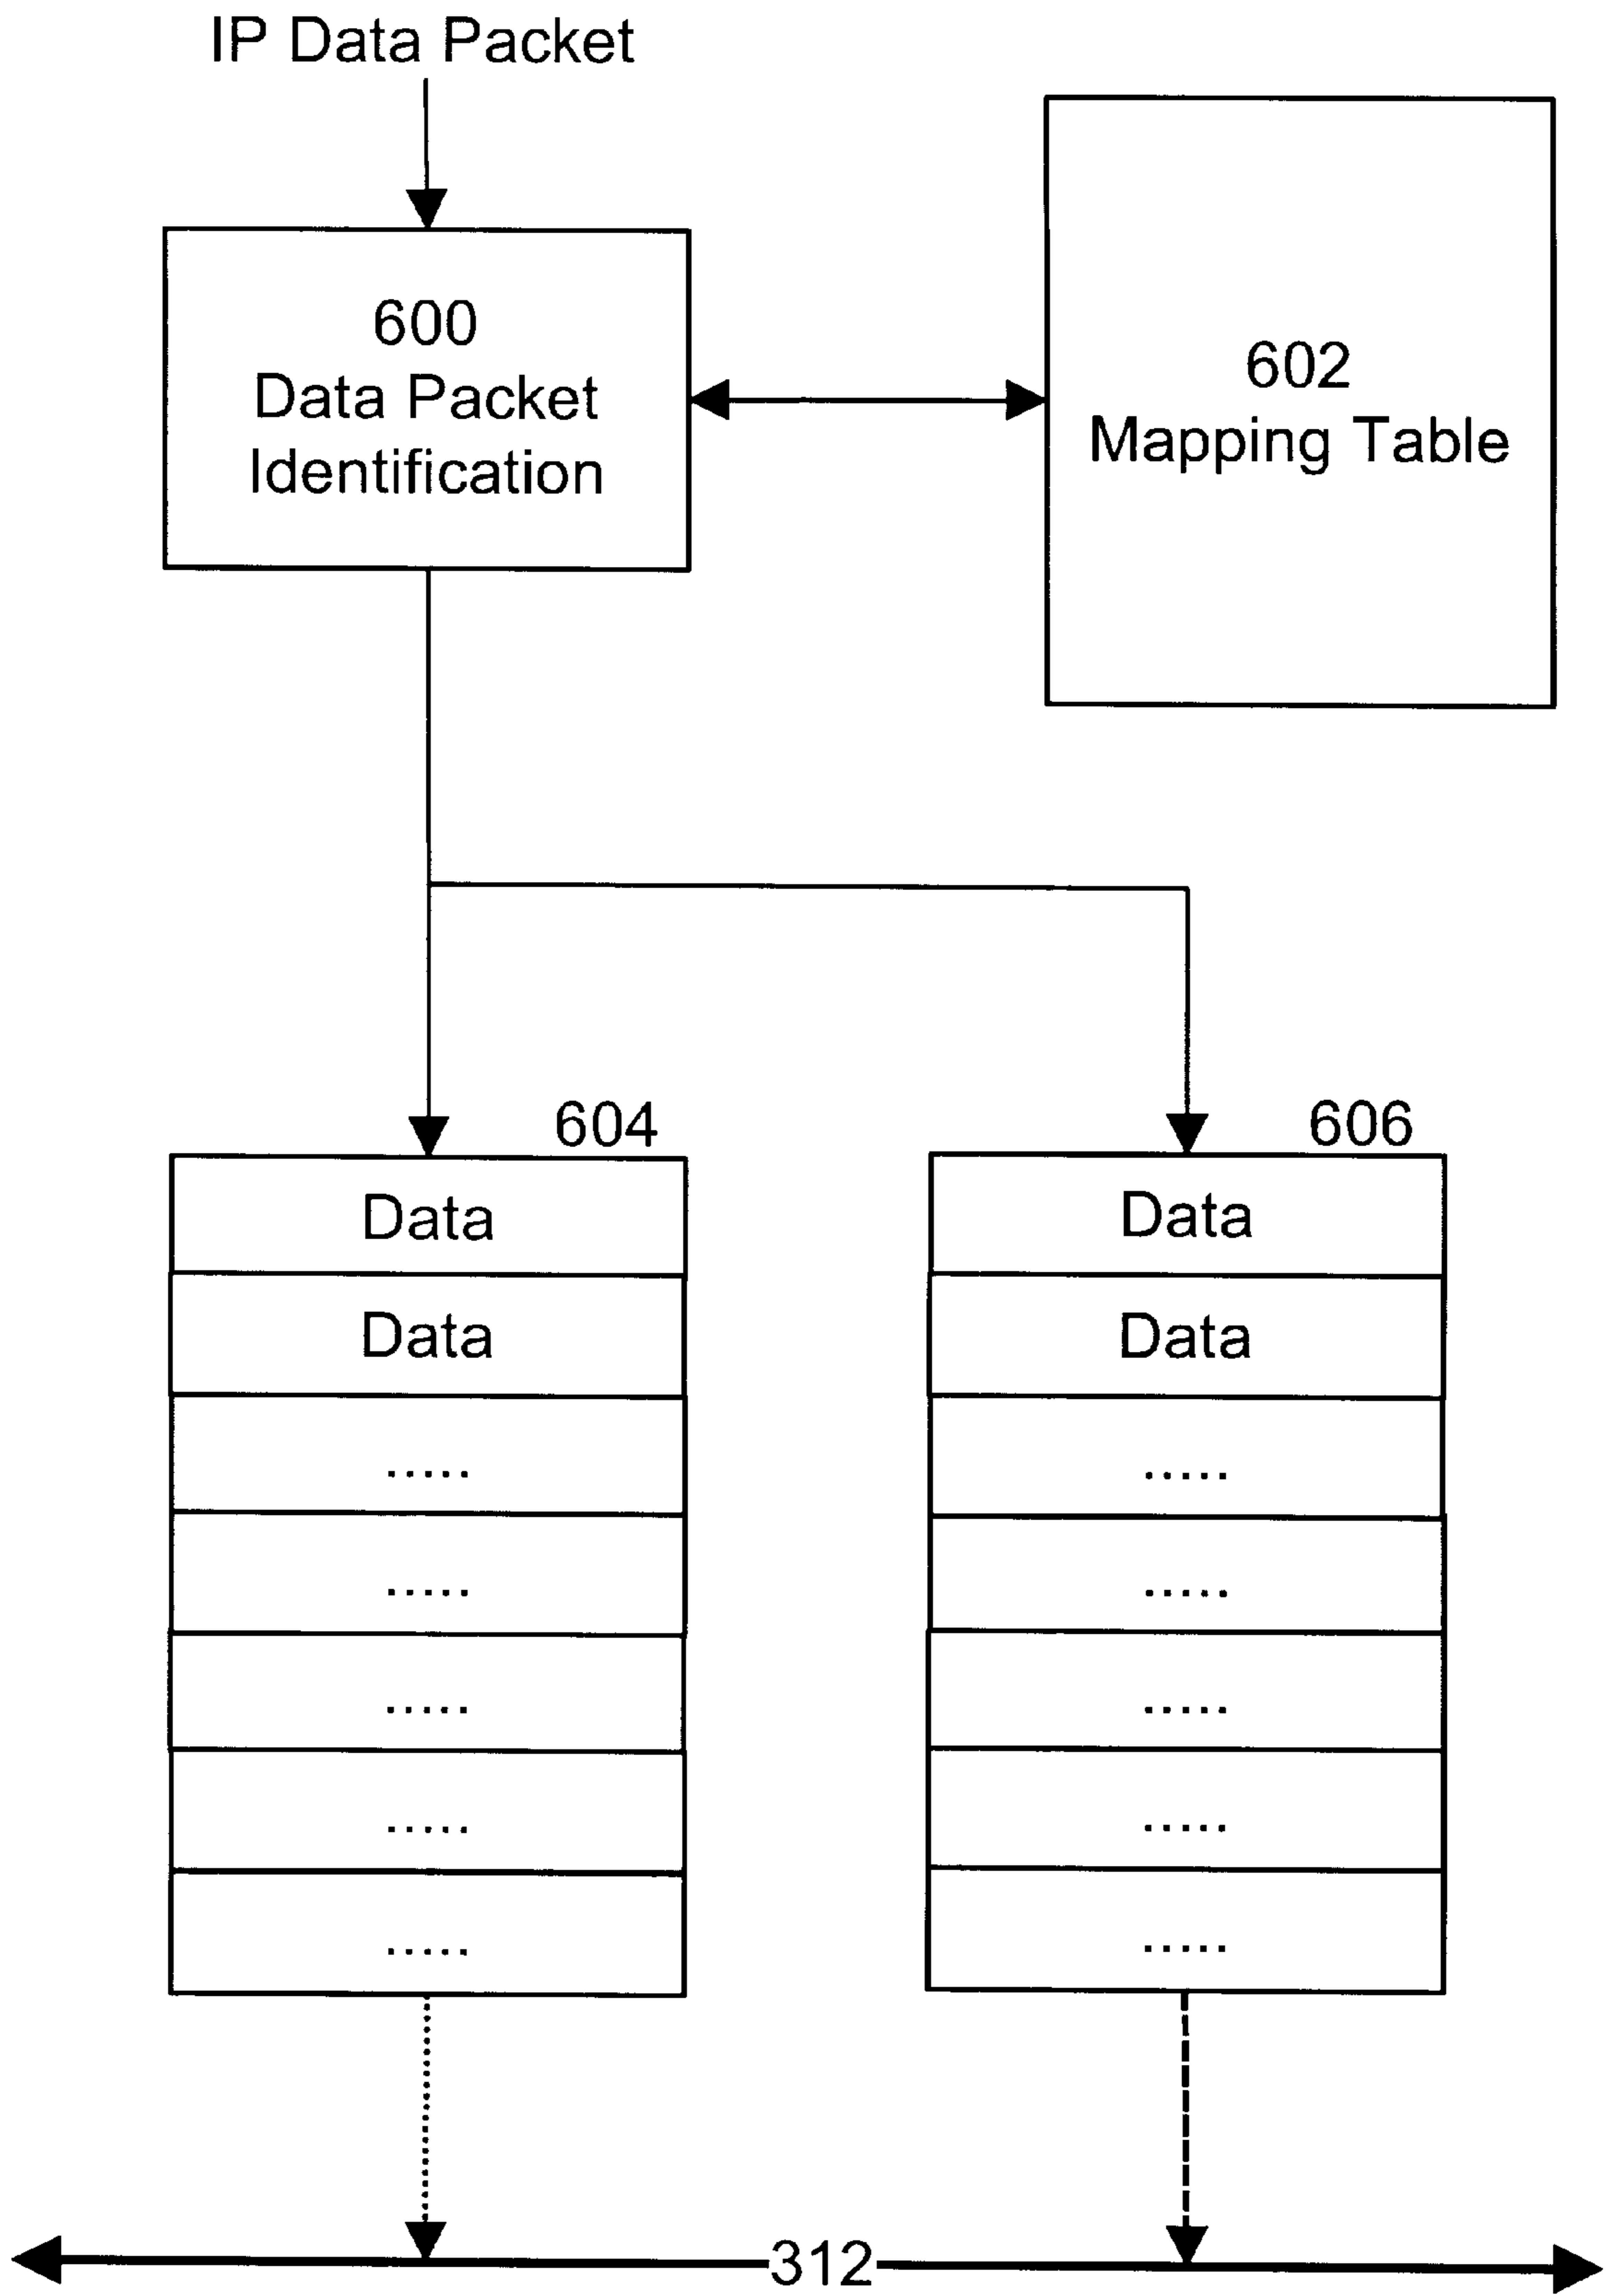 IP Data Packet
600
Data Packet
Identification
602
Mapping Table
604
606
Data
Data
.....
.....
.....
.....
.....
Data
Data
.....
.....
.....
.....
.....
312